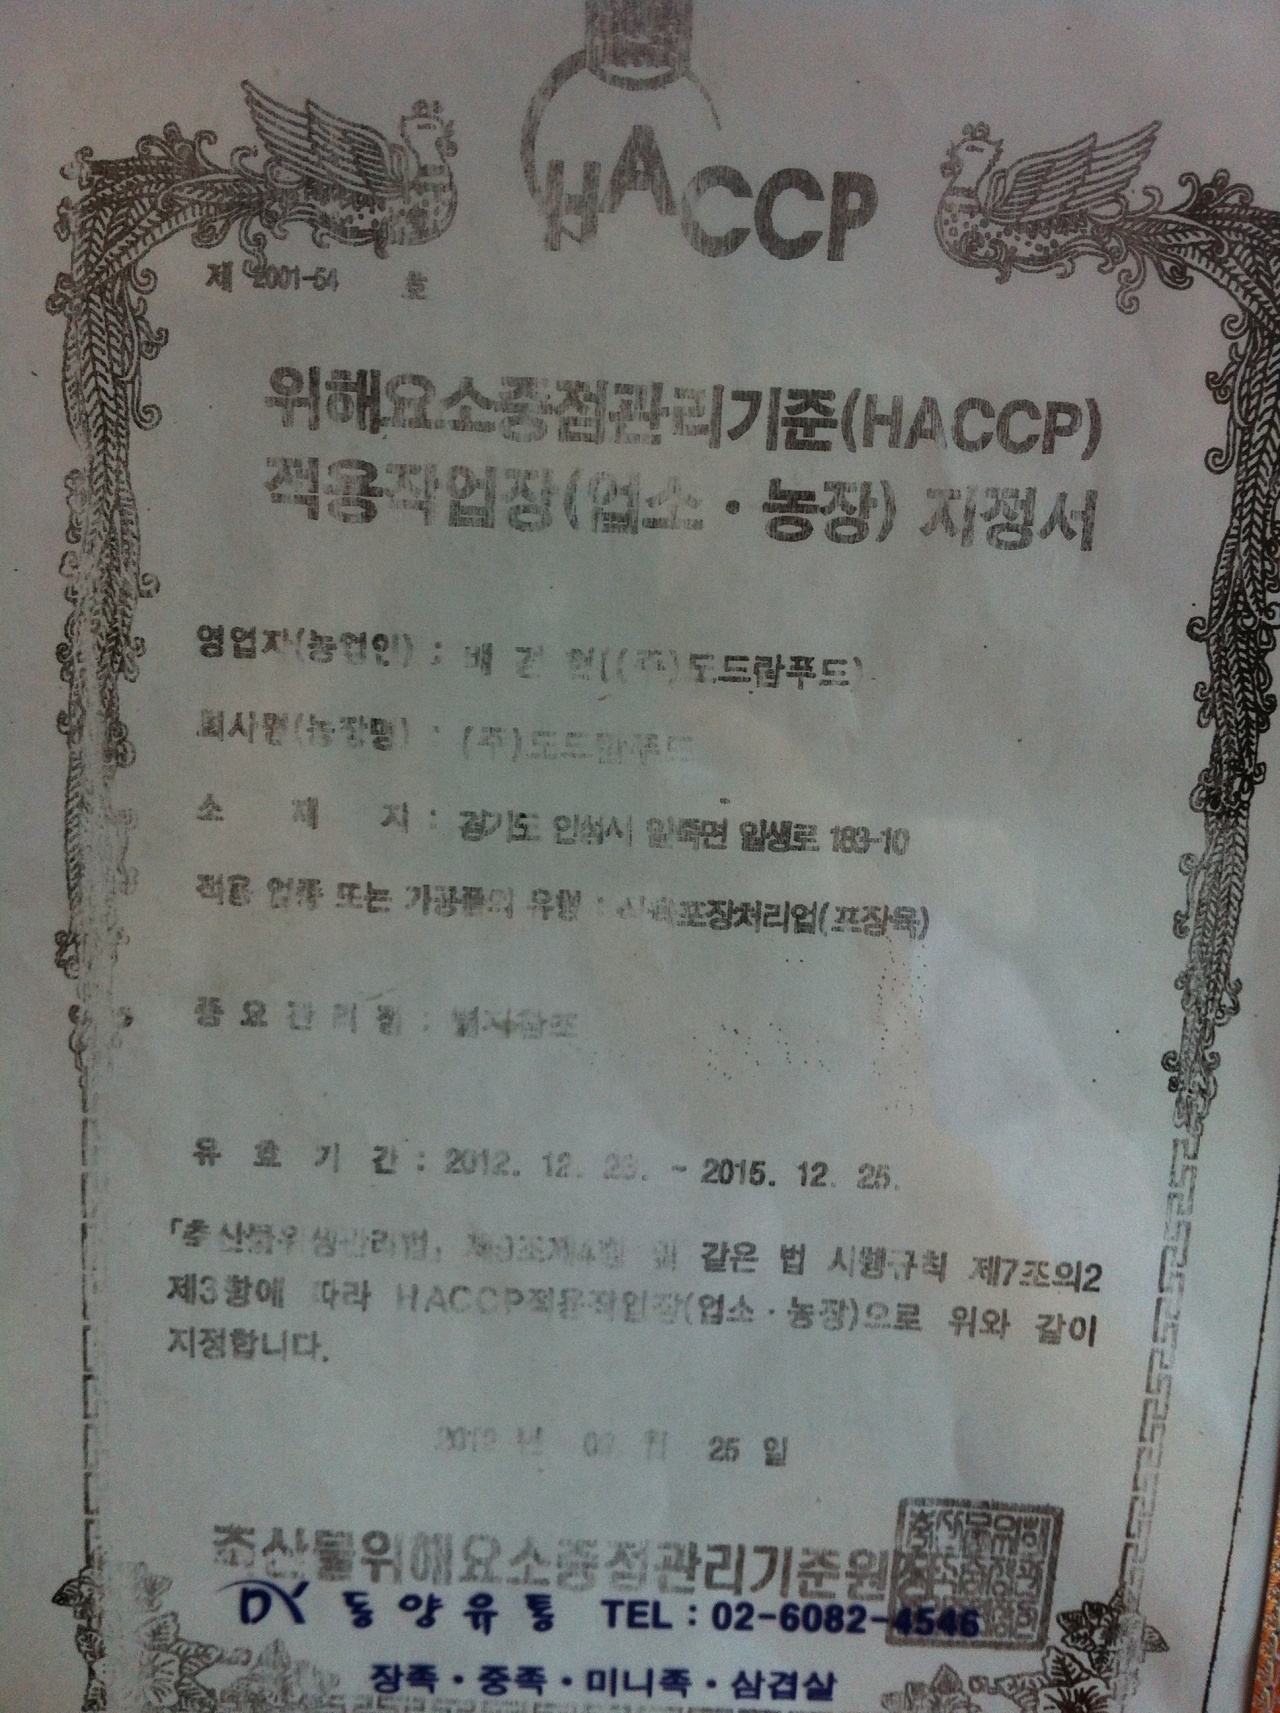 HACCP
제 2001-54 호
위해요소중점관리기준(HACCP)
적용작업장(업소·농장) 지정서
영업자(농업인) : 배 경 현((주)도드람푸드)
회사명(농장명) : (주)도드람푸드
소 재 지 : 경기도 안성시 일죽면 일생로 183-10
적용 업종 또는 가공품의 유형 : 식육포장처리업(포장육)
중요관리점 :
유 효 기 간 : 2012. 12. ~ 2015. 12. 25.
「축산물위생관리법」 제9조제4항 및 같은 법 시행규칙 제7조의2
제3항에 따라 HACCP적용작업장(업소·농장)으로 위와 같이
지정합니다.
년 월 25 일
축산물위해요소중점관리기준원장
DY 동양유통 TEL : 02-6082-4546
장족·중족·미니족·삼겹살